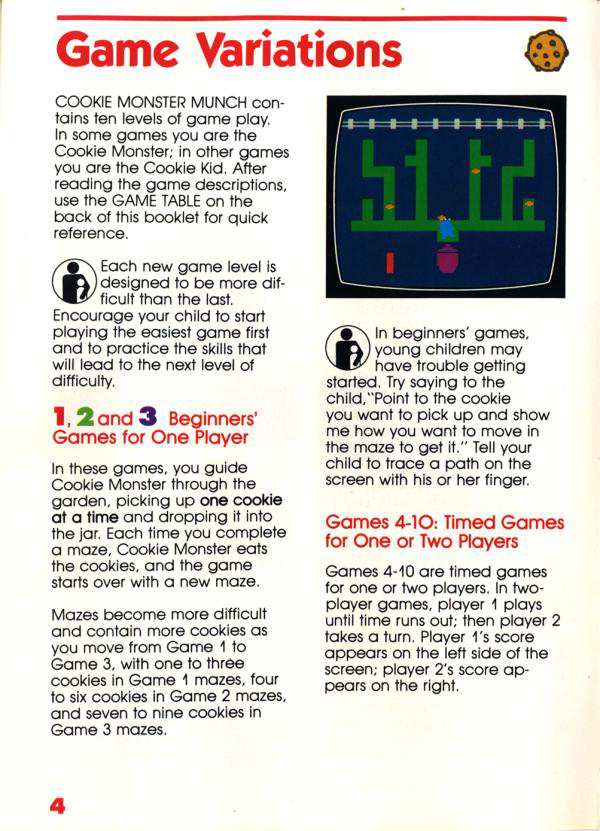 Game Variations
COOKIE MONSTER MUNCH con-
tains ten levels of game play.
In some games you are the
Cookie Monster; in other games
you are the Cookie Kid. After
reading the game descriptions,
use the GAME TABLE on the
back of this booklet for quick
reference.
Each new game level is
designed to be more dif-
ficult than the last.
Encourage your child to start
playing the easiest game first
and to practice the skills that
will lead to the next level of
difficulty.
1, 2 and 3 Beginners'
Games for One Player
In these games, you guide
Cookie Monster through the
garden, picking up one cookie
at a time and dropping it into
the jar. Each time you complete
a maze, Cookie Monster eats
the cookies, and the game
starts over with a new maze.
Mazes become more difficult
and contain more cookies as
you move from Game 1 to
Game 3, with one to three
cookies in Game 1 mazes, four
to six cookies in Game 2 mazes,
and seven to nine cookies in
Game 3 mazes.
In beginners' games,
young children may
have trouble getting
started. Try saying to the
child, "Point to the cookie
you want to pick up and show
me how you want to move in
the maze to get it." Tell your
child to trace a path on the
screen with his or her finger.
Games 4-10: Timed Games
for One or Two Players
Games 4-10 are timed games
for one or two players. In two-
player games, player 1 plays
until time runs out; then player 2
takes a turn. Player 1's score
appears on the left side of the
screen; player 2's score ap-
pears on the right.
4